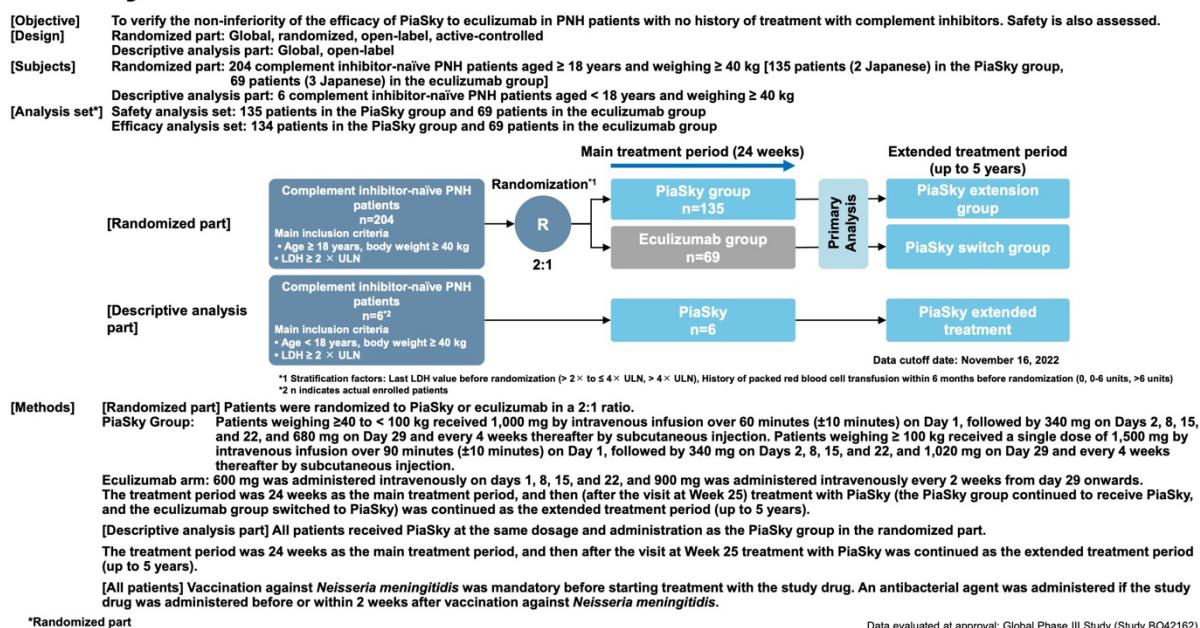 [Objective] To verify the non-inferiority of the efficacy of PiaSky to eculizumab in PNH patients with no history of treatment with complement inhibitors. Safety is also assessed.
[Design] Randomized part: Global, randomized, open-label, active-controlled
Descriptive analysis part: Global, open-label
[Subjects] Randomized part: 204 complement inhibitor-naïve PNH patients aged ≥ 18 years and weighing ≥ 40 kg [135 patients (2 Japanese) in the PiaSky group,
69 patients (3 Japanese) in the eculizumab group]
Descriptive analysis part: 6 complement inhibitor-naïve PNH patients aged < 18 years and weighing ≥ 40 kg
[Analysis set*] Safety analysis set: 135 patients in the PiaSky group and 69 patients in the eculizumab group
Efficacy analysis set: 134 patients in the PiaSky group and 69 patients in the eculizumab group
Main treatment period (24 weeks)
Extended treatment period
(up to 5 years)
[Randomized part]
Complement inhibitor-naïve PNH
patients
n=204
Main inclusion criteria
• Age ≥ 18 years, body weight ≥ 40 kg
• LDH ≥ 2 × ULN
Randomization*1
R
2:1
PiaSky group
n=135
Eculizumab group
n=69
Primary
Analysis
PiaSky extension
group
PiaSky switch group
[Descriptive analysis
part]
Complement inhibitor-naïve PNH
patients
n=6*2
Main inclusion criteria
• Age < 18 years, body weight ≥ 40 kg
• LDH ≥ 2 × ULN
PiaSky
n=6
PiaSky extended
treatment
Data cutoff date: November 16, 2022
*1 Stratification factors: Last LDH value before randomization (> 2× to ≤ 4× ULN, > 4× ULN), History of packed red blood cell transfusion within 6 months before randomization (0, 0-6 units, >6 units)
*2 n indicates actual enrolled patients
[Methods] [Randomized part] Patients were randomized to PiaSky or eculizumab in a 2:1 ratio.
PiaSky Group: Patients weighing ≥40 to < 100 kg received 1,000 mg by intravenous infusion over 60 minutes (±10 minutes) on Day 1, followed by 340 mg on Days 2, 8, 15,
and 22, and 680 mg on Day 29 and every 4 weeks thereafter by subcutaneous injection. Patients weighing ≥ 100 kg received a single dose of 1,500 mg by
intravenous infusion over 90 minutes (±10 minutes) on Day 1, followed by 340 mg on Days 2, 8, 15, and 22, and 1,020 mg on Day 29 and every 4 weeks
thereafter by subcutaneous injection.
Eculizumab arm: 600 mg was administered intravenously on days 1, 8, 15, and 22, and 900 mg was administered intravenously every 2 weeks from day 29 onwards.
The treatment period was 24 weeks as the main treatment period, and then (after the visit at Week 25) treatment with PiaSky (the PiaSky group continued to receive PiaSky,
and the eculizumab group switched to PiaSky) was continued as the extended treatment period (up to 5 years).
[Descriptive analysis part] All patients received PiaSky at the same dosage and administration as the PiaSky group in the randomized part.
The treatment period was 24 weeks as the main treatment period, and then after the visit at Week 25 treatment with PiaSky was continued as the extended treatment period
(up to 5 years).
[All patients] Vaccination against Neisseria meningitidis was mandatory before starting treatment with the study drug. An antibacterial agent was administered if the study
drug was administered before or within 2 weeks after vaccination against Neisseria meningitidis.
*Randomized part
Data evaluated at approval: Global Phase III Study (Study BO42162)